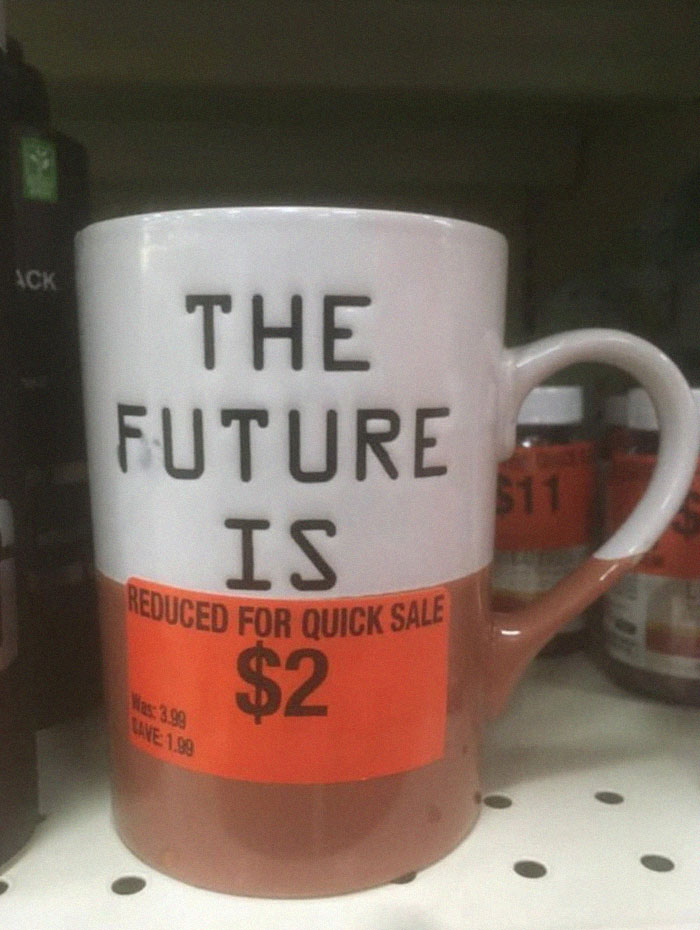 THE
FUTURE
IS
REDUCED FOR QUICK SALE
$2
Was: 3.99
SAVE: 1.99
ACK
$11
$